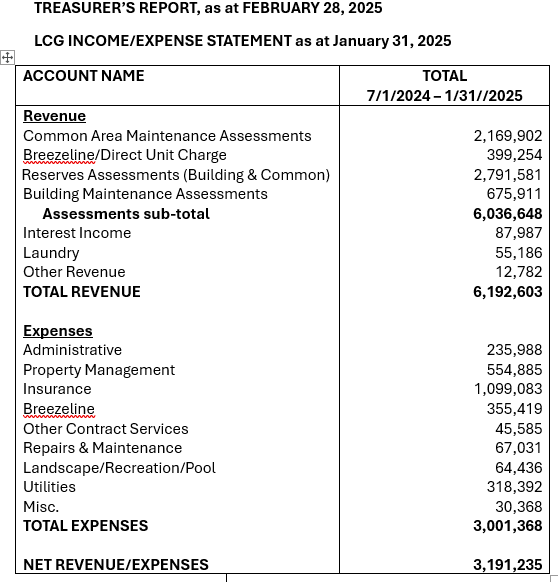 TREASURER'S REPORT, as at FEBRUARY 28, 2025
LCG INCOME/EXPENSE STATEMENT as at January 31, 2025
ACCOUNT NAME TOTAL
7/1/2024 – 1/31//2025
Revenue
Common Area Maintenance Assessments 2,169,902
Breezeline/Direct Unit Charge 399,254
Reserves Assessments (Building & Common) 2,791,581
Building Maintenance Assessments 675,911
Assessments sub-total 6,036,648
Interest Income 87,987
Laundry 55,186
Other Revenue 12,782
TOTAL REVENUE 6,192,603
Expenses
Administrative 235,988
Property Management 554,885
Insurance 1,099,083
Breezeline 355,419
Other Contract Services 45,585
Repairs & Maintenance 67,031
Landscape/Recreation/Pool 64,436
Utilities 318,392
Misc. 30,368
TOTAL EXPENSES 3,001,368
NET REVENUE/EXPENSES 3,191,235